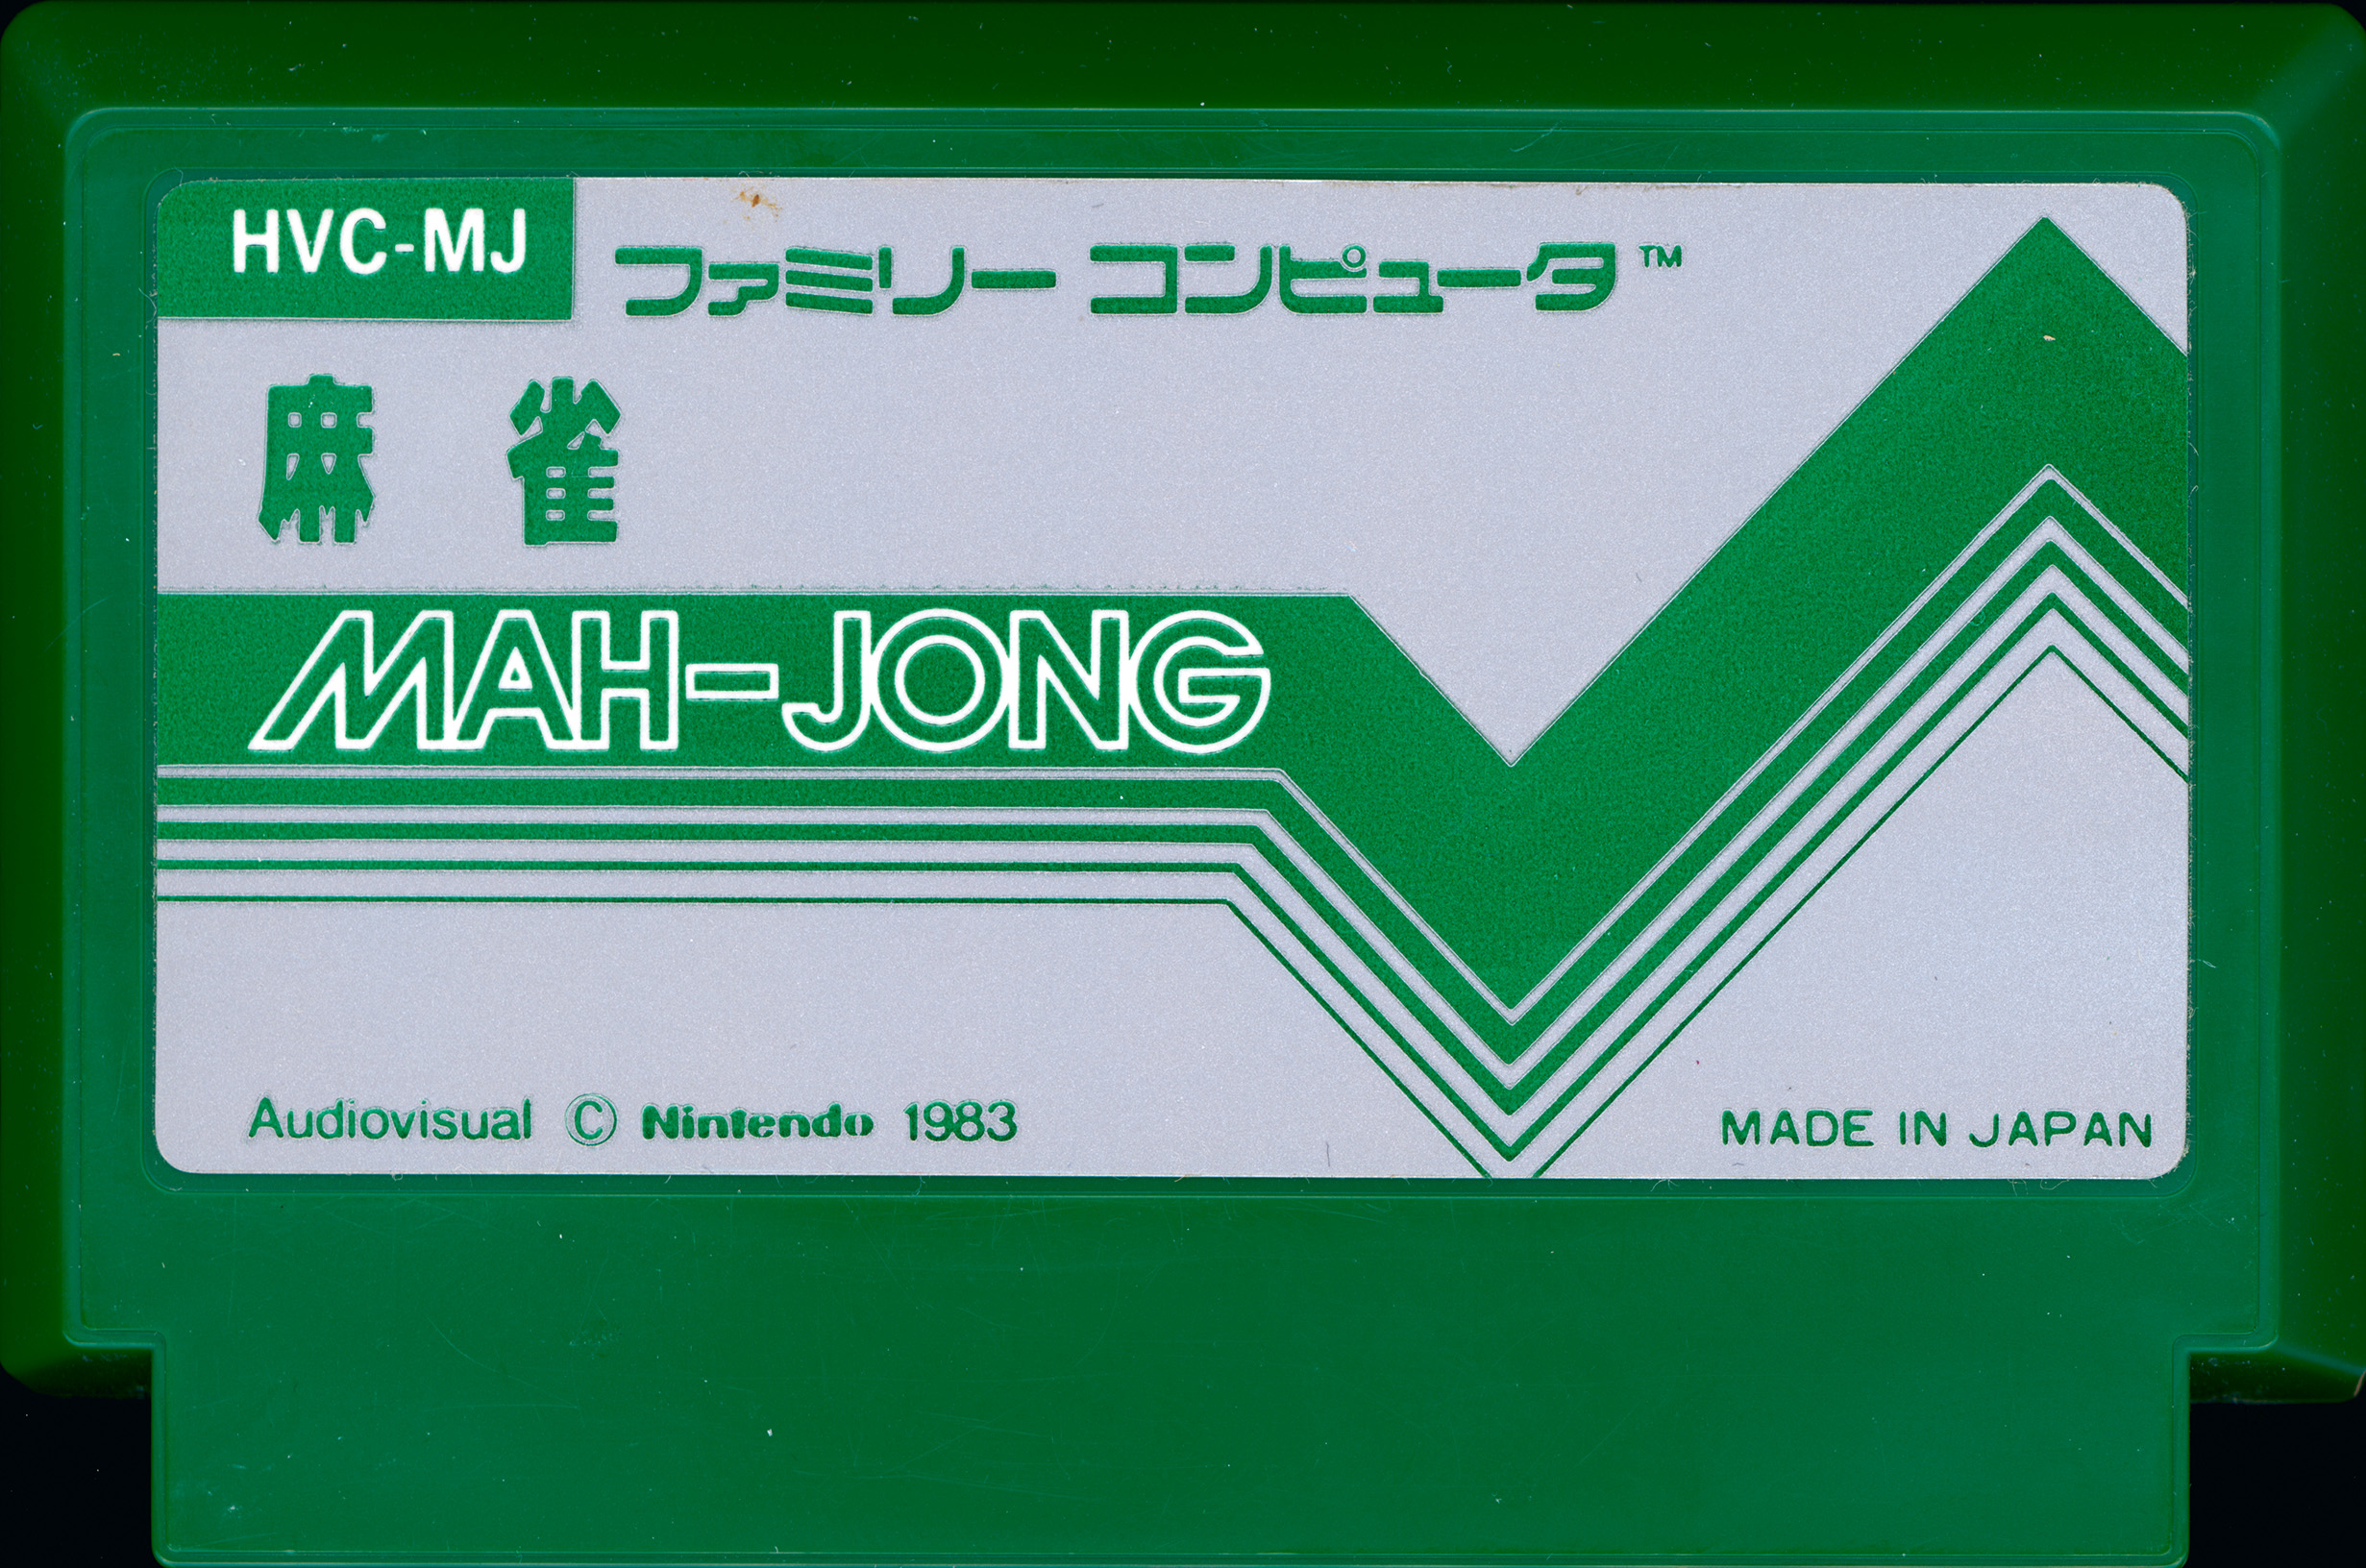 HVC-MJ
ファミリー コンピュータ™
麻雀
MAH-JONG
Audiovisual © Nintendo 1983
MADE IN JAPAN